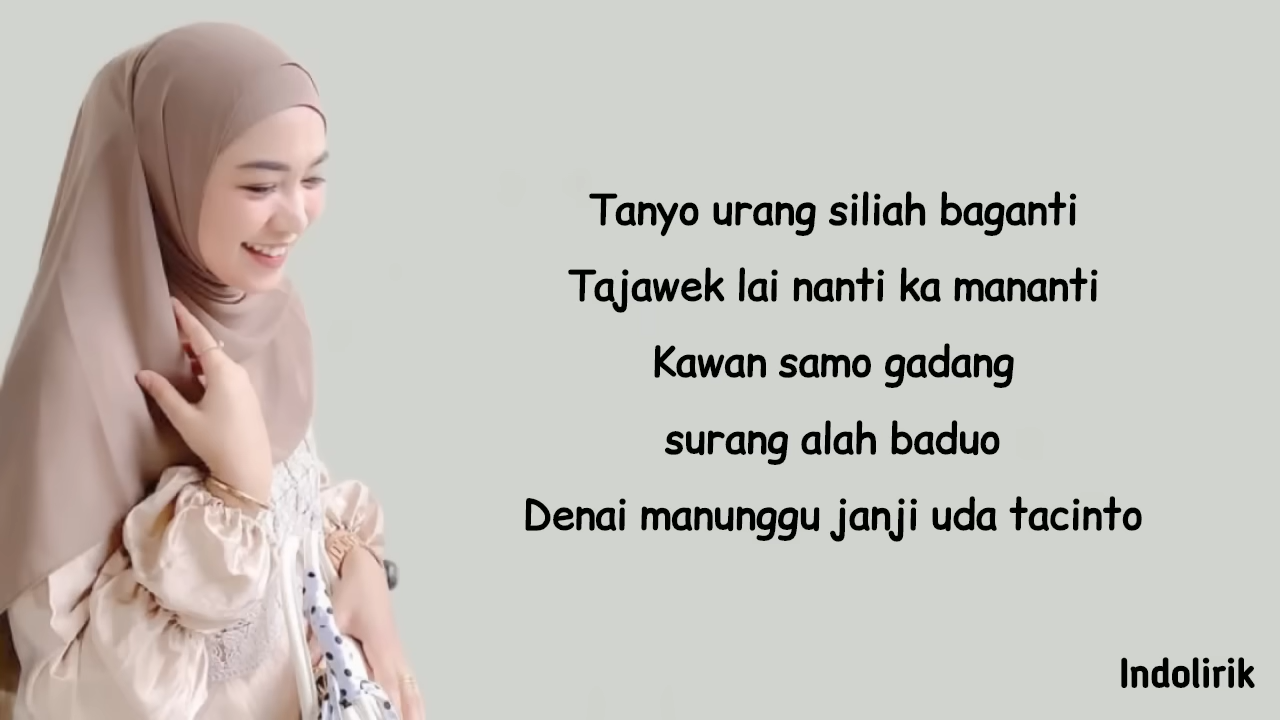 Tanyo urang siliah baganti
Tajawek lai nanti ka mananti
Kawan samo gadang
surang alah baduo
Denai manunggu janji uda tacinto
Indolirik